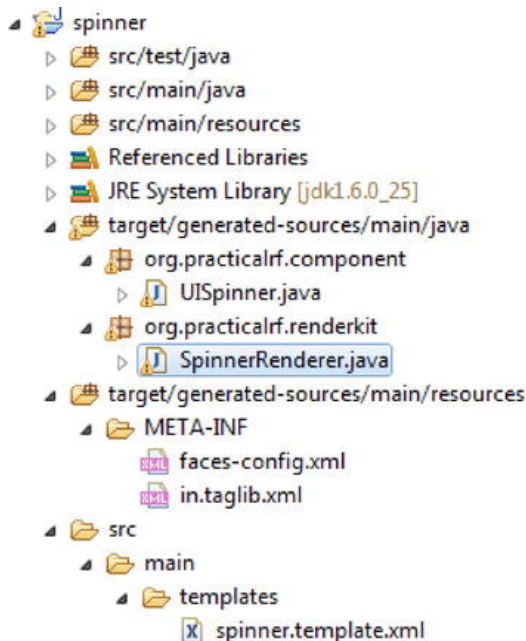 spinner
src/test/java
src/main/java
src/main/resources
Referenced Libraries
JRE System Library [jdk1.6.0_25]
target/generated-sources/main/java
org.practicalrf.component
UISpinner.java
org.practicalrf.renderkit
SpinnerRenderer.java
target/generated-sources/main/resources
META-INF
faces-config.xml
in.taglib.xml
src
main
templates
spinner.template.xml